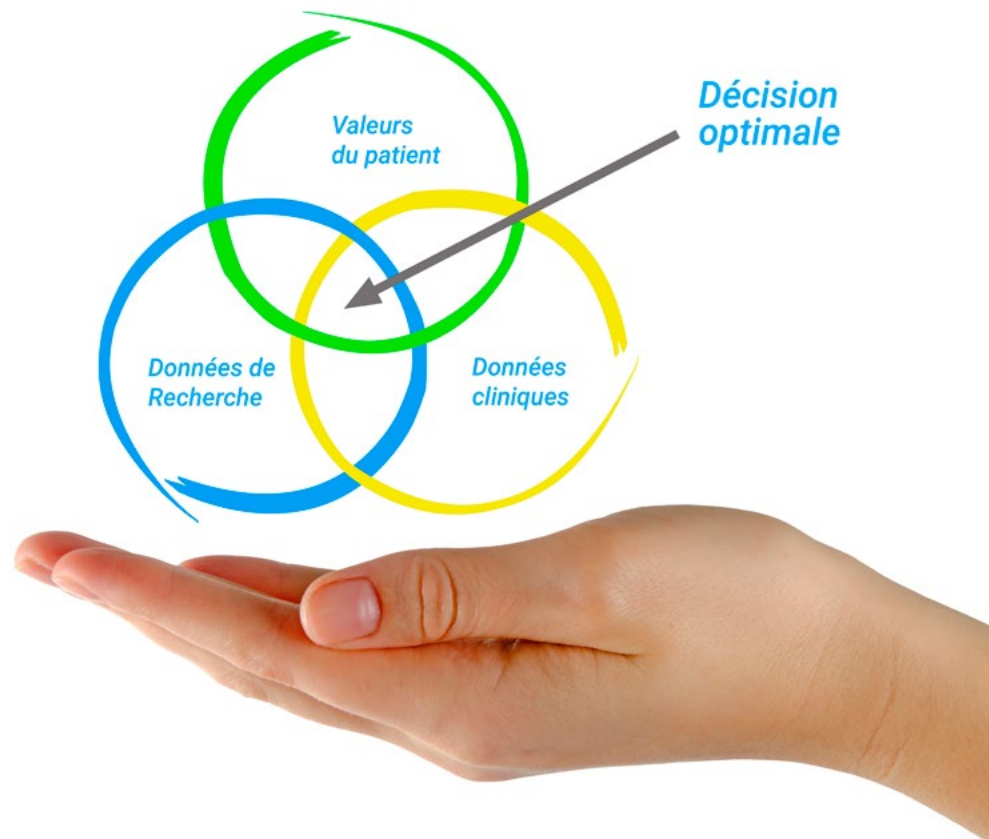 Valeurs
du patient
Décision
optimale
Données de
Recherche
Données
cliniques